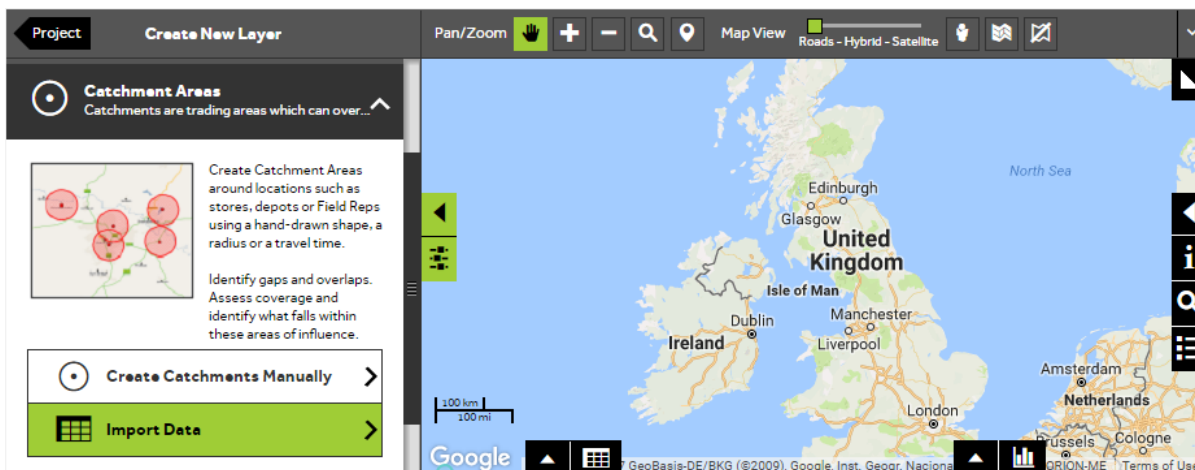 Project
Create New Layer
Pan/Zoom
Map View
Roads - Hybrid - Satellite
Catchment Areas
Catchments are trading areas which can over...
Create Catchment Areas
around locations such as
stores, depots or Field Reps
using a hand-drawn shape, a
radius or a travel time.
Identify gaps and overlaps.
Assess coverage and
identify what falls within
these areas of influence.
Create Catchments Manually
Import Data
North Sea
Edinburgh
Glasgow
United
Kingdom
Isle of Man
Dublin
Ireland
Manchester
Liverpool
Amsterdam
Netherlands
London
Brussels
Cologne
100 km
100 mi
Google
7 GeoBasis-DE/BKG (©2009), Google, Inst. Geogr. Naciona
ORION-ME
Terms of Use